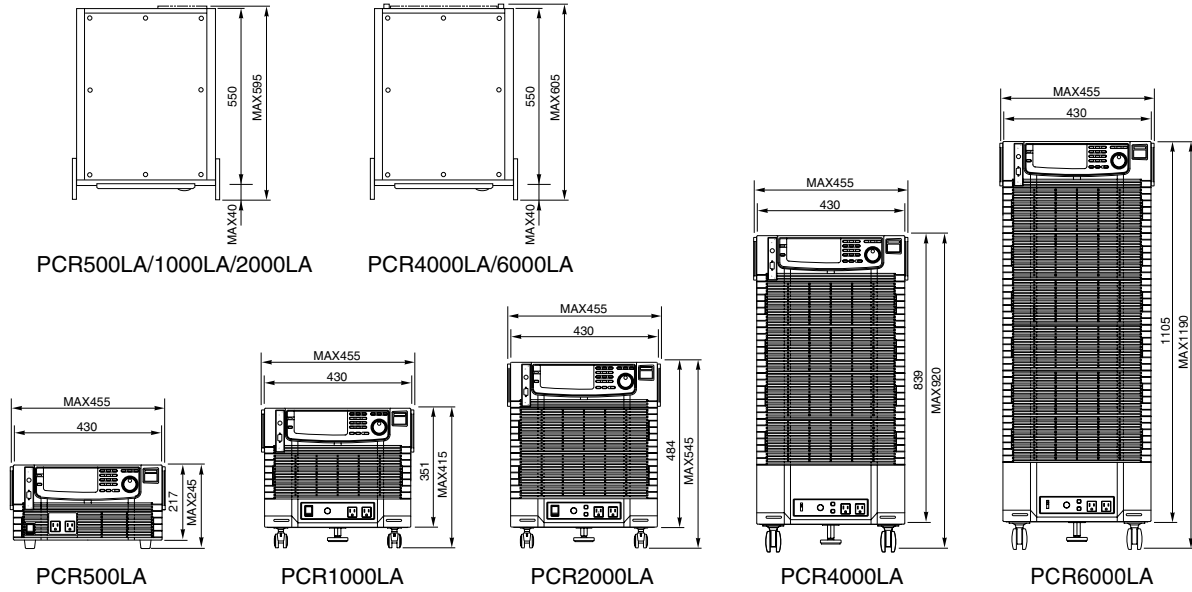 550
MAX595
MAX40
550
MAX605
MAX40
PCR500LA/1000LA/2000LA
PCR4000LA/6000LA
MAX455
430
217
MAX245
PCR500LA
MAX455
430
351
MAX415
PCR1000LA
MAX455
430
484
MAX545
PCR2000LA
MAX455
430
839
MAX920
PCR4000LA
MAX455
430
1105
MAX1190
PCR6000LA